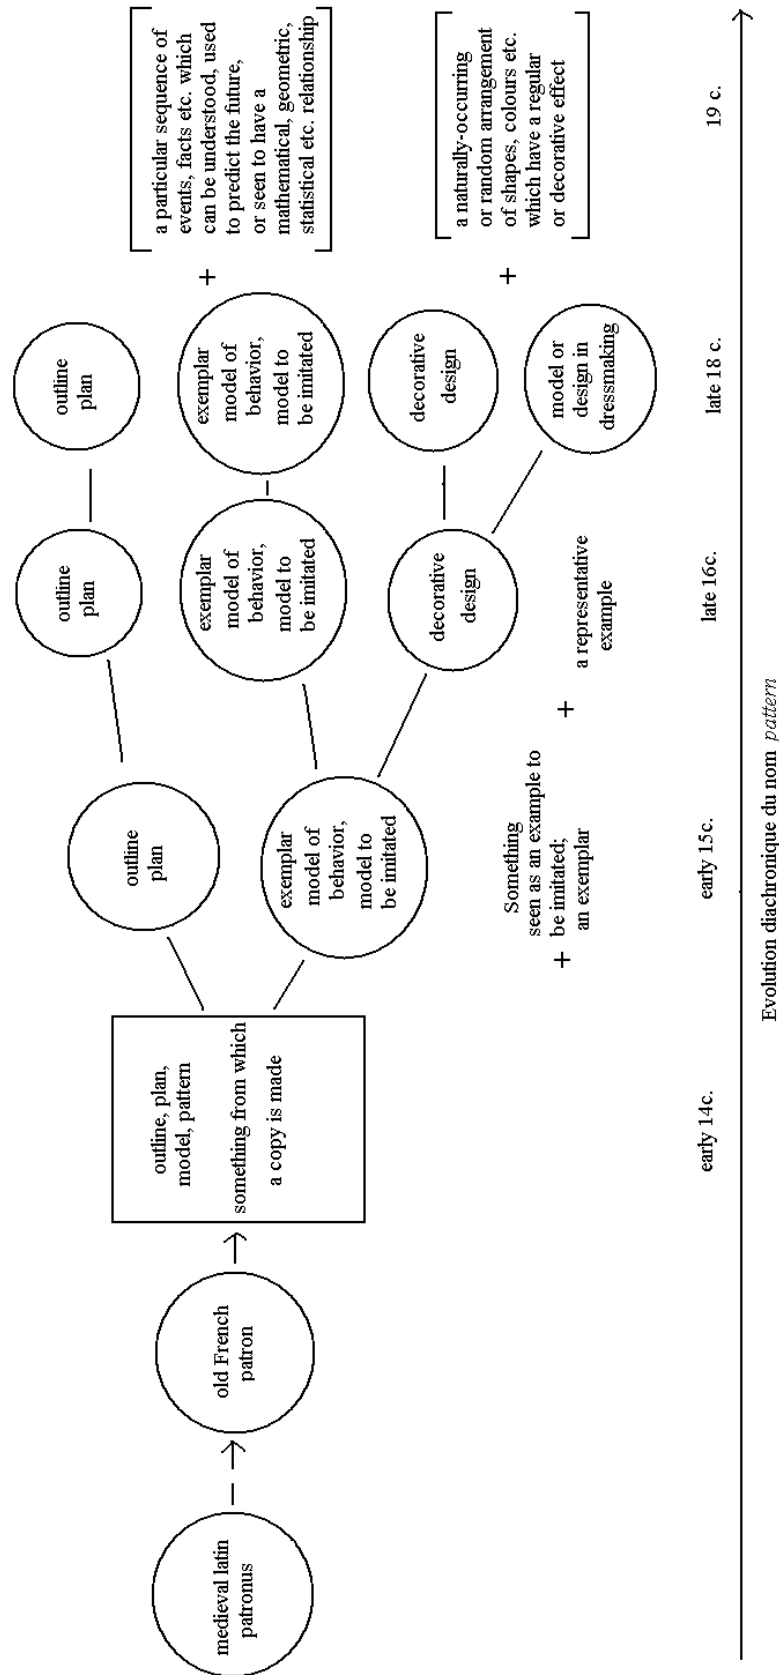 medieval latin
patronus
old French
patron
outline, plan,
model, pattern
something from which
a copy is made
outline
plan
exemplar
model of
behavior,
model to
be imitated
Something
seen as an example to
+ be imitated;
an exemplar
outline
plan
exemplar
model of
behavior,
model to
be imitated
decorative
design
+
a representative
example
outline
plan
exemplar
model of
behavior,
model to
be imitated
decorative
design
model or
design in
dressmaking
+
a particular sequence of
events, facts etc. which
can be understood, used
to predict the future,
or seen to have a
mathematical, geometric,
statistical etc. relationship
+
a naturally-occurring
or random arrangement
of shapes, colours etc.
which have a regular
or decorative effect
early 14c.
early 15c.
late 16c.
late 18 c.
19 c.
Evolution diachronique du nom pattern